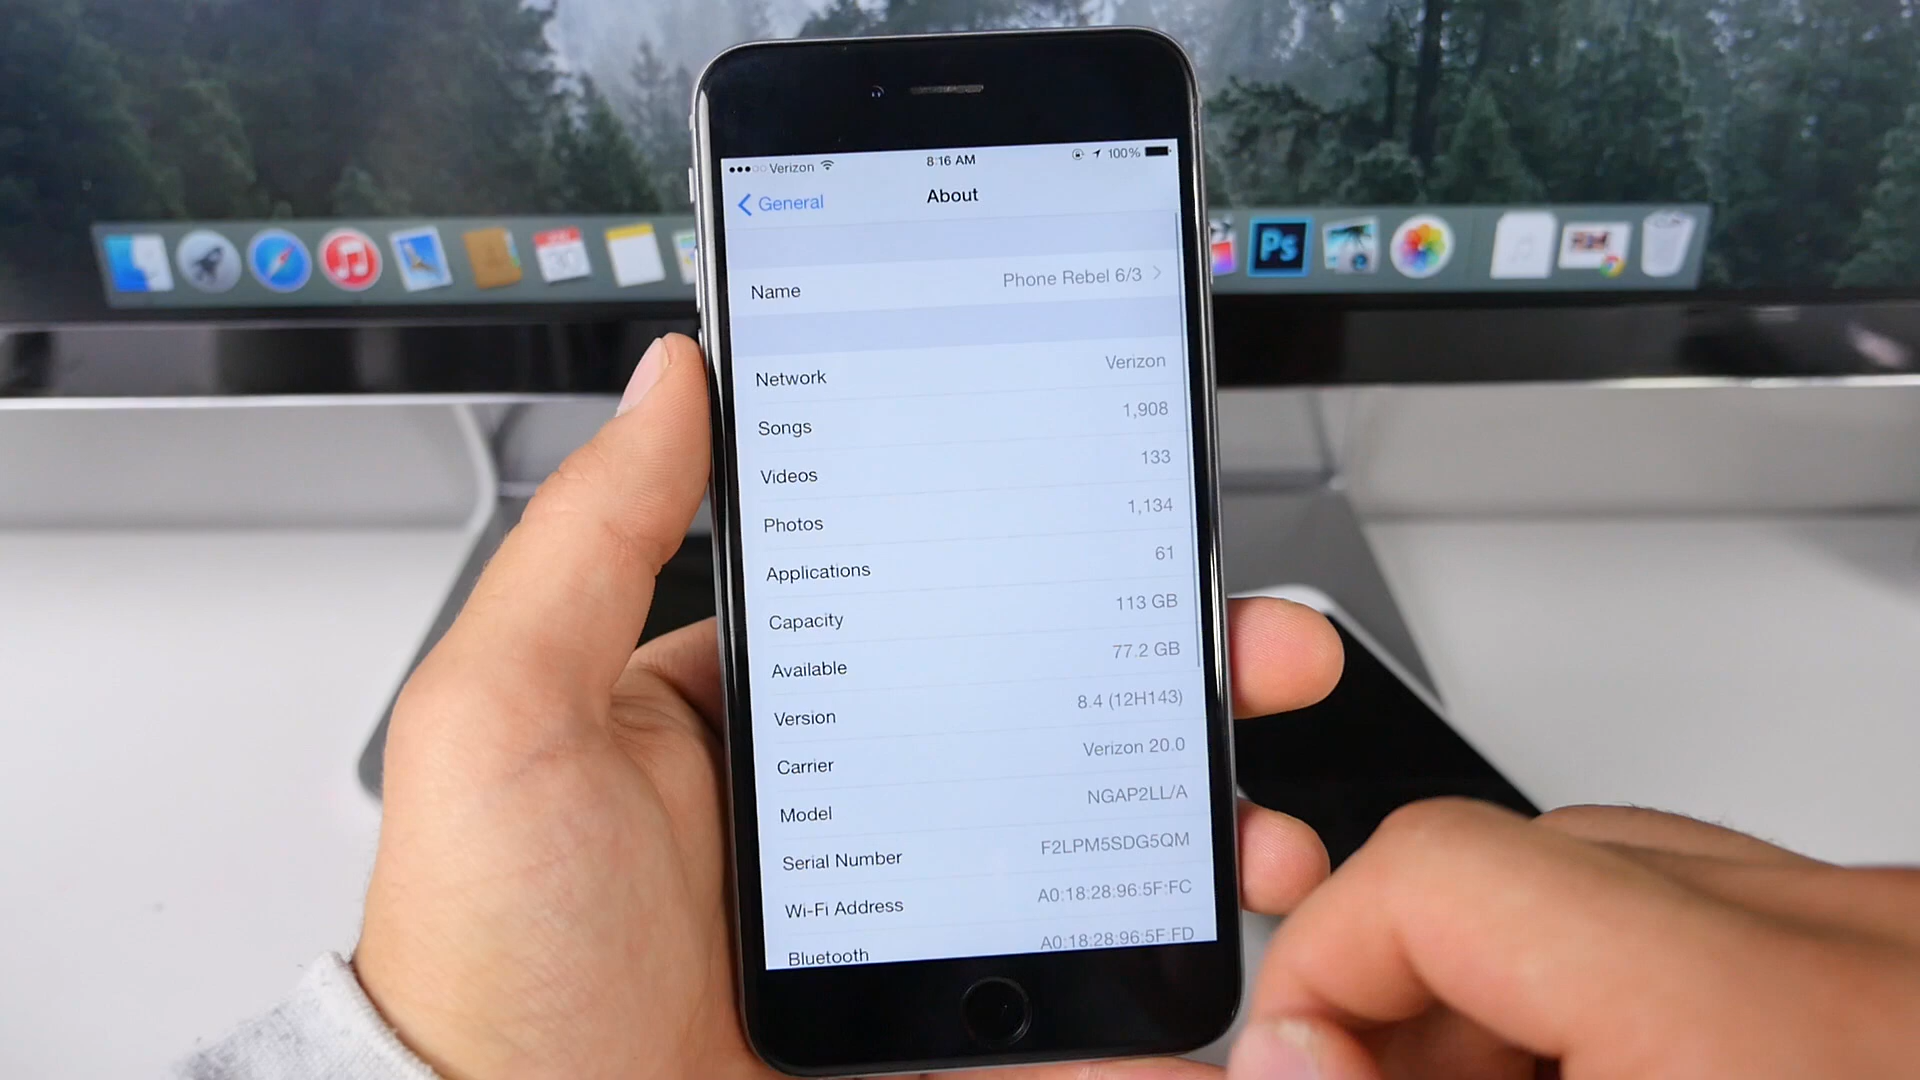 Verizon 8:16 AM 100%
General About
Name Phone Rebel 6/3
Network Verizon
Songs 1,908
Videos 133
Photos 1,134
Applications 61
Capacity 113 GB
Available 77.2 GB
Version 8.4 (12H143)
Carrier Verizon 20.0
Model NGAP2LL/A
Serial Number F2LPM5SDG5QM
Wi-Fi Address A0:18:28:96:5F:FC
Bluetooth A0:18:28:96:5F:FD
30
Ps